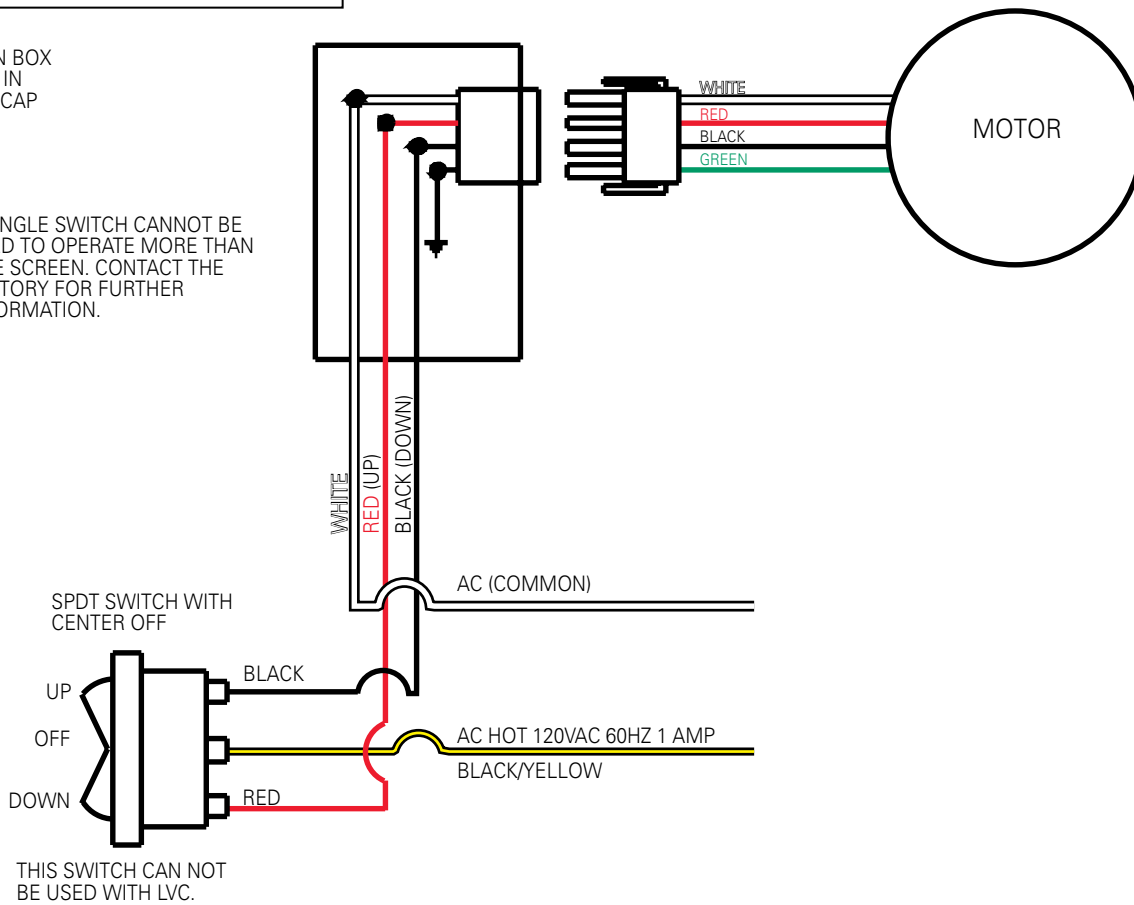 N BOX
IN
CAP
NGLE SWITCH CANNOT BE
D TO OPERATE MORE THAN
E SCREEN. CONTACT THE
TORY FOR FURTHER
ORMATION.
WHITE
RED
BLACK
GREEN
MOTOR
WHITE
RED (UP)
BLACK (DOWN)
AC (COMMON)
SPDT SWITCH WITH
CENTER OFF
BLACK
UP
OFF
DOWN
AC HOT 120VAC 60HZ 1 AMP
BLACK/YELLOW
RED
THIS SWITCH CAN NOT
BE USED WITH LVC.